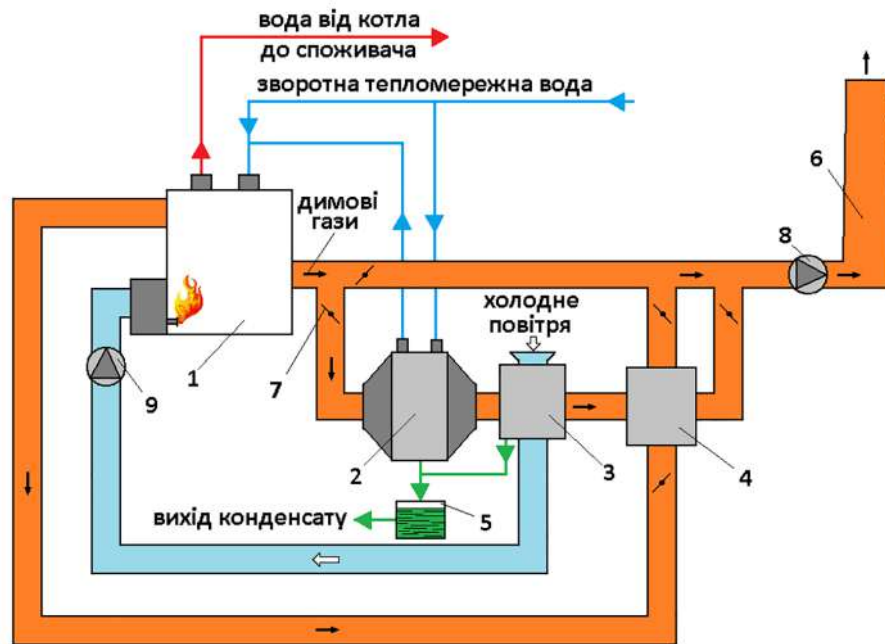 вода від котла
до споживача
зворотна тепломережна вода
димові
гази
6
8
холодне
повітря
9
1
7
2
3
4
5
вихід конденсату